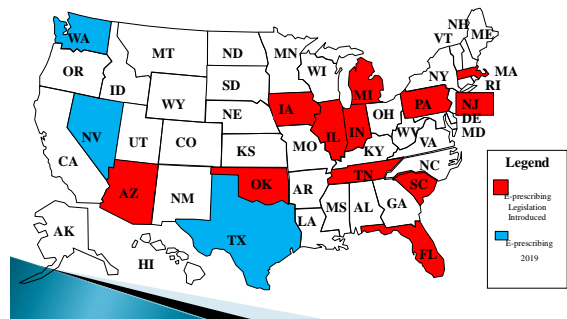 NH
WA
VT
ME
MT
ND
MN
OR
WI
NY
MA
ID
SD
MI
RI
WY
IA
PA
NJ
NE
OH
NV
IL
IN
DE
UT
CO
WV
MD
CA
KS
MO
KY
VA
NC
TN
AZ
NM
OK
AR
SC
MS
AL
GA
LA
TX
AK
HI
FL
Legend
E-prescribing
Legislation
Introduced
E-prescribing
2019